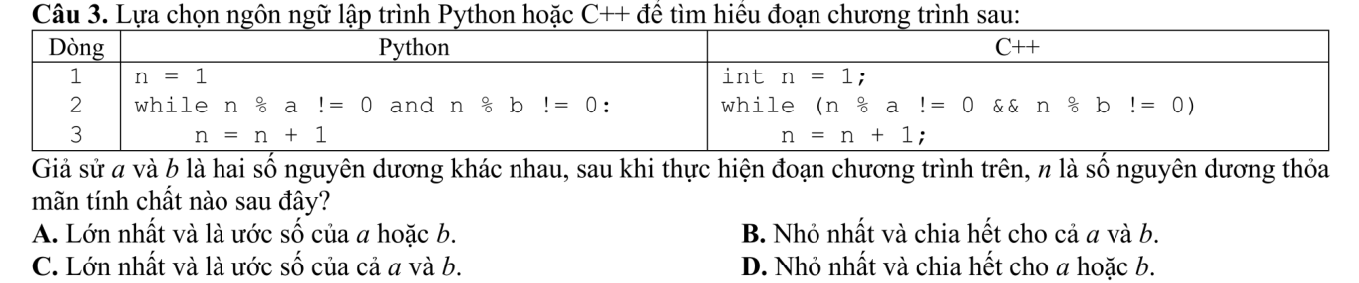 Câu 3. Lựa chọn ngôn ngữ lập trình Python hoặc C++ để tìm hiểu đoạn chương trình sau:
Dòng Python C++
1 n = 1 int n = 1;
2 while n % a != 0 and n % b != 0: while (n % a != 0 && n % b != 0)
3 n = n + 1 n = n + 1;
Giả sử a và b là hai số nguyên dương khác nhau, sau khi thực hiện đoạn chương trình trên, n là số nguyên dương thỏa
mãn tính chất nào sau đây?
A. Lớn nhất và là ước số của a hoặc b. B. Nhỏ nhất và chia hết cho cả a và b.
C. Lớn nhất và là ước số của cả a và b. D. Nhỏ nhất và chia hết cho a hoặc b.